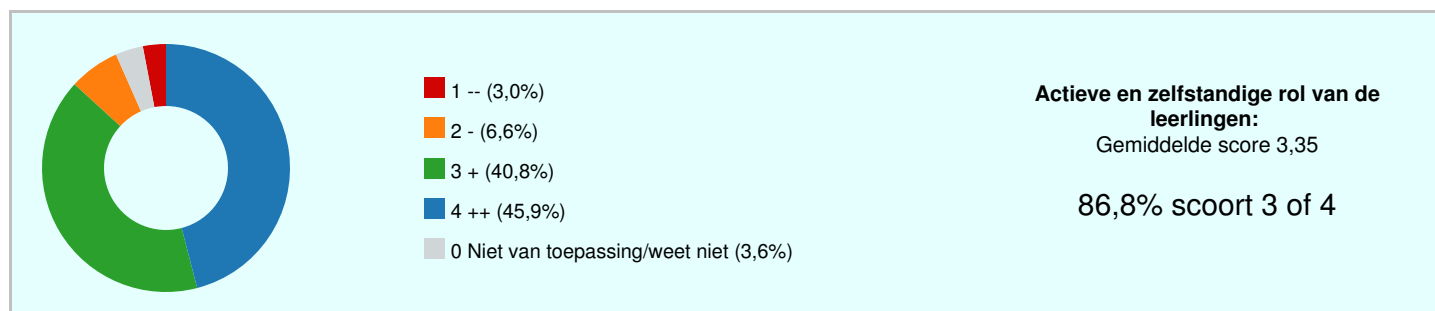 1 -- (3,0%)
2 - (6,6%)
3 + (40,8%)
4 ++ (45,9%)
0 Niet van toepassing/weet niet (3,6%)
Actieve en zelfstandige rol van de
leerlingen:
Gemiddelde score 3,35
86,8% scoort 3 of 4